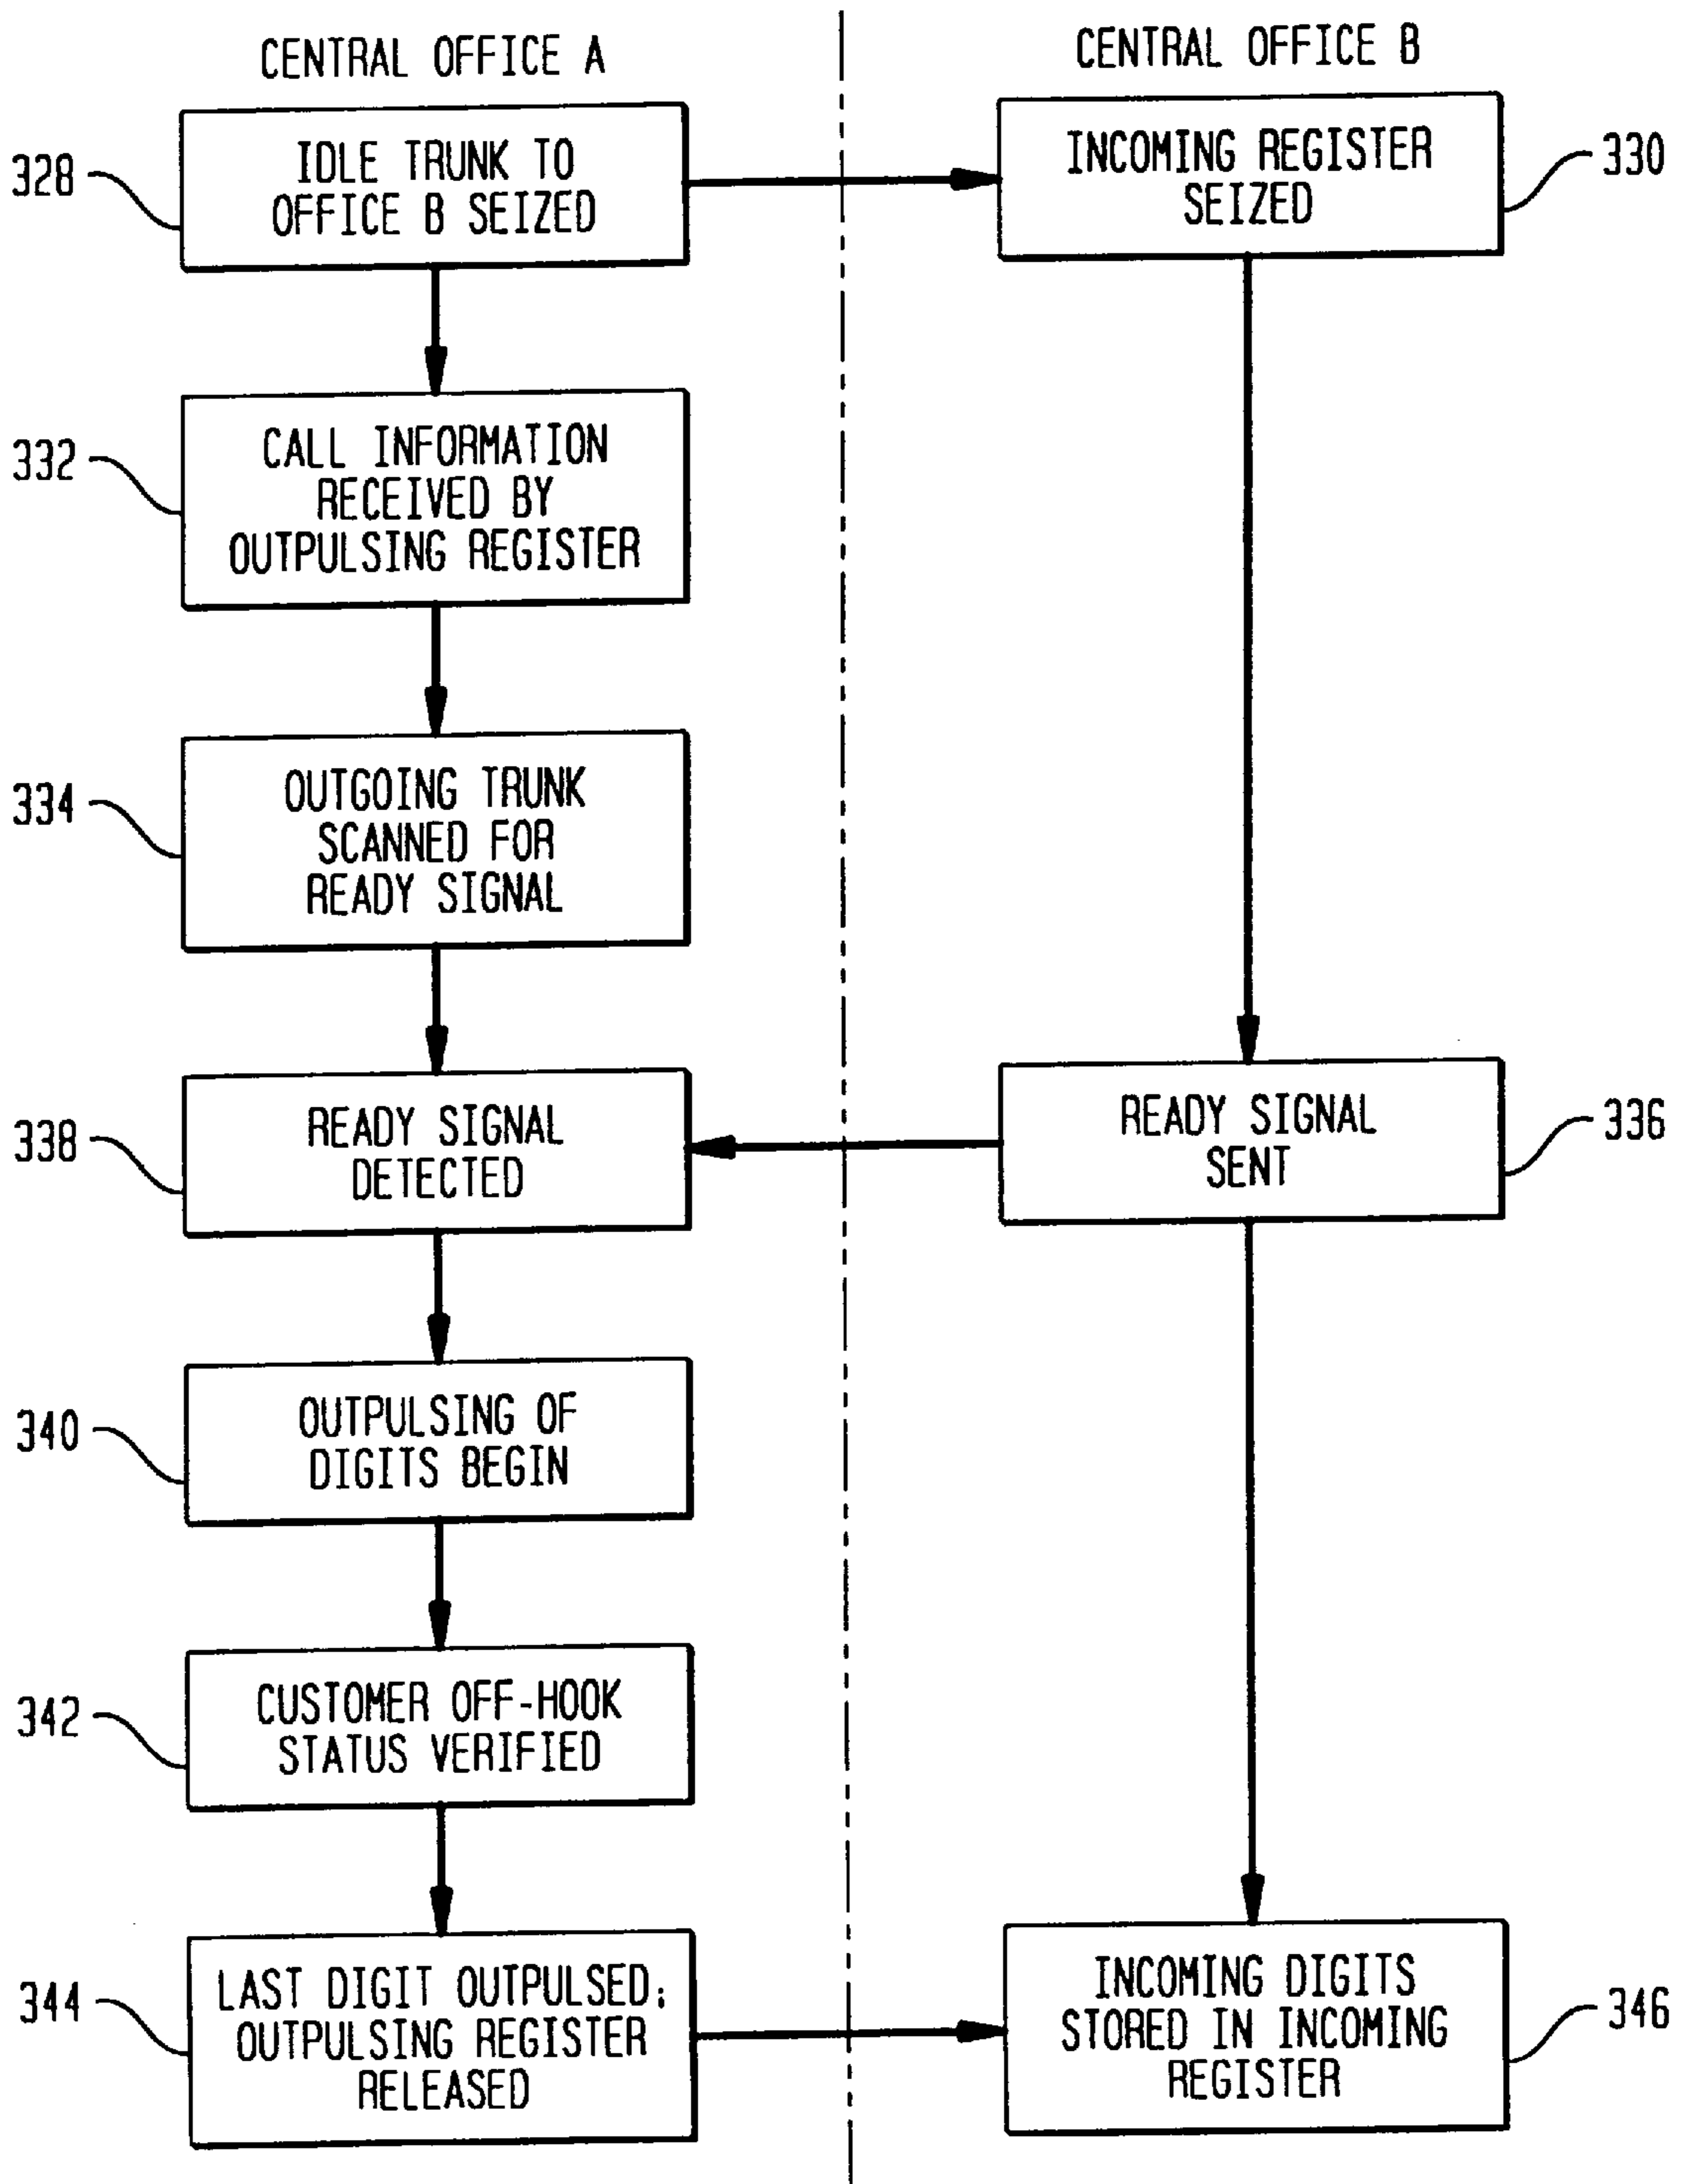 CENTRAL OFFICE A
CENTRAL OFFICE B
328
IDLE TRUNK TO
OFFICE B SEIZED
INCOMING REGISTER
SEIZED
330
332
CALL INFORMATION
RECEIVED BY
OUTPULSING REGISTER
334
OUTGOING TRUNK
SCANNED FOR
READY SIGNAL
338
READY SIGNAL
DETECTED
READY SIGNAL
SENT
336
340
OUTPULSING OF
DIGITS BEGIN
342
CUSTOMER OFF-HOOK
STATUS VERIFIED
344
LAST DIGIT OUTPULSED;
OUTPULSING REGISTER
RELEASED
INCOMING DIGITS
STORED IN INCOMING
REGISTER
346